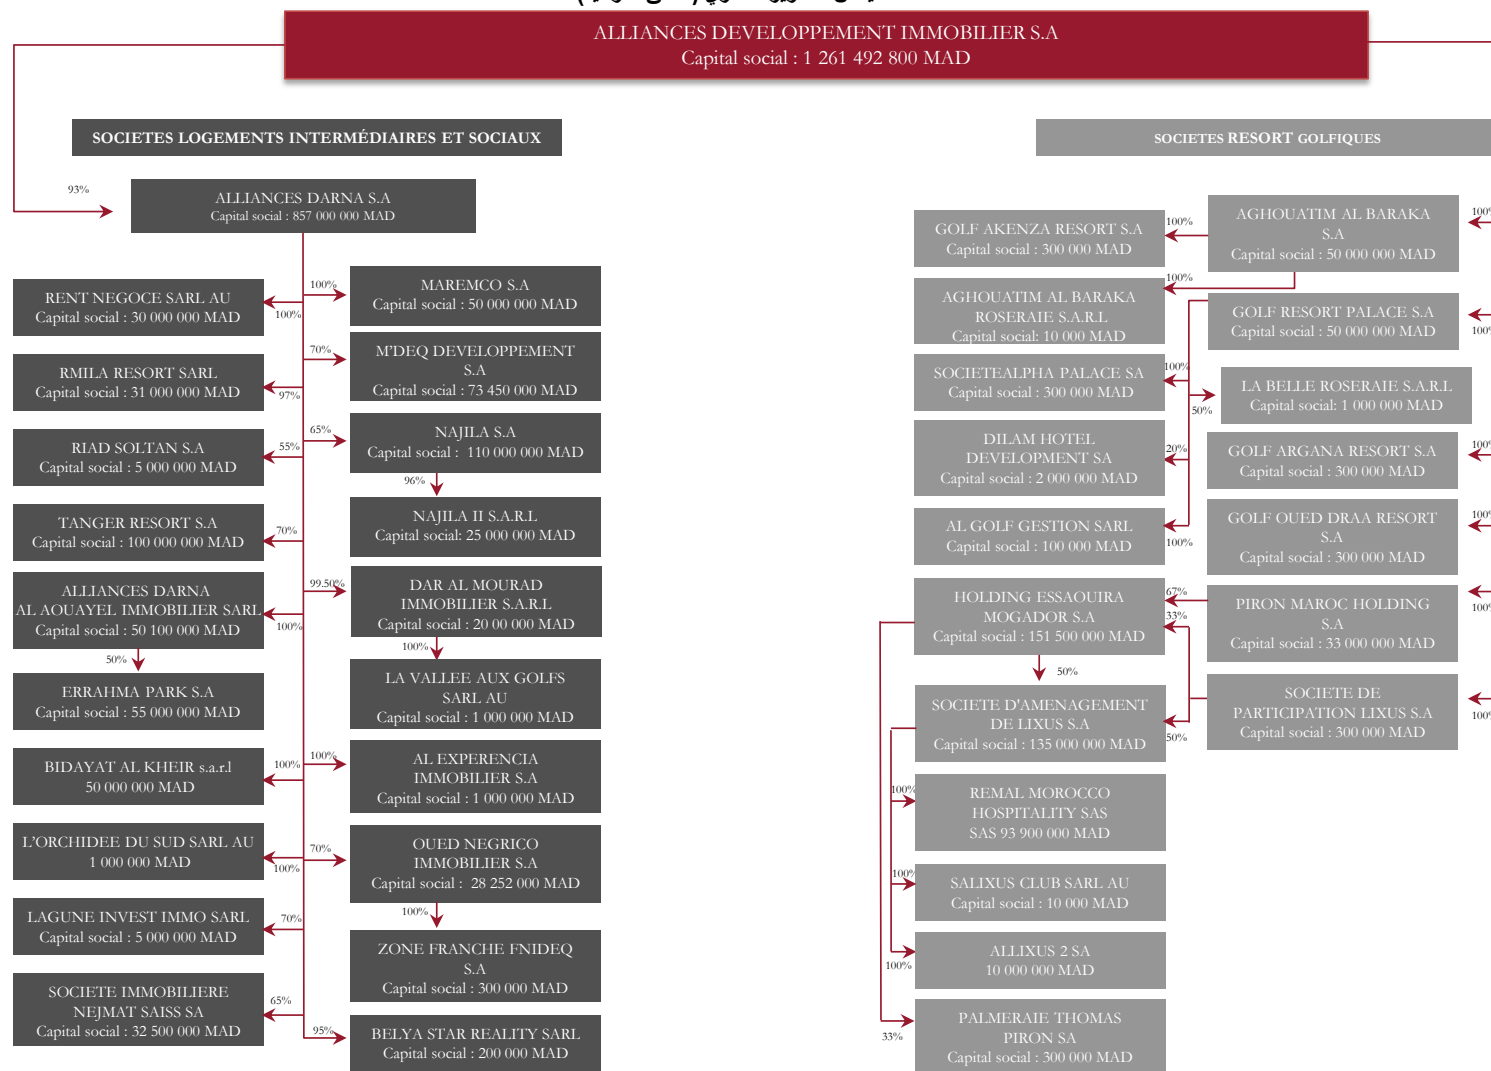 ALLIANCES DEVELOPPEMENT IMMOBILIER S.A
Capital social : 1 261 492 800 MAD
SOCIETES LOGEMENTS INTERMÉDIAIRES ET SOCIAUX
93%
ALLIANCES DARNA S.A
Capital social : 857 000 000 MAD
RENT NEGOCE SARL AU
Capital social : 30 000 000 MAD
100%
RMILA RESORT SARL
Capital social : 31 000 000 MAD
97%
RIAD SOLTAN S.A
Capital social : 5 000 000 MAD
55%
TANGER RESORT S.A
Capital social : 100 000 000 MAD
70%
ALLIANCES DARNA
AL AOUAYEL IMMOBILIER SARL
Capital social : 50 100 000 MAD
100%
50%
ERRAHMA PARK S.A
Capital social : 55 000 000 MAD
BIDAYAT AL KHEIR s.a.r.l
50 000 000 MAD
100%
L'ORCHIDEE DU SUD SARL AU
1 000 000 MAD
100%
LAGUNE INVEST IMMO SARL
Capital social : 5 000 000 MAD
70%
SOCIETE IMMOBILIERE
NEJMAT SAISS SA
Capital social : 32 500 000 MAD
65%
100%
MAREMCO S.A
Capital social : 50 000 000 MAD
70%
M'DEQ DEVELOPPEMENT
S.A
Capital social : 73 450 000 MAD
65%
NAJILA S.A
Capital social : 110 000 000 MAD
96%
NAJILA II S.A.R.L
Capital social: 25 000 000 MAD
99.50%
DAR AL MOURAD
IMMOBILIER S.A.R.L
Capital social : 20 00 000 MAD
100%
LA VALLEE AUX GOLFS
SARL AU
Capital social : 1 000 000 MAD
100%
AL EXPERENCIA
IMMOBILIER S.A
Capital social : 1 000 000 MAD
70%
OUED NEGRICO
IMMOBILIER S.A
Capital social : 28 252 000 MAD
100%
ZONE FRANCHE FNIDEQ
S.A
Capital social : 300 000 MAD
95%
BELYA STAR REALITY SARL
Capital social : 200 000 MAD
SOCIETES RESORT GOLFIQUES
GOLF AKENZA RESORT S.A
Capital social : 300 000 MAD
100%
AGHOUATIM AL BARAKA
S.A
Capital social : 50 000 000 MAD
100%
AGHOUATIM AL BARAKA
ROSERAIE S.A.R.L
Capital social: 10 000 MAD
100%
GOLF RESORT PALACE S.A
Capital social : 50 000 000 MAD
100%
SOCIETEALPHA PALACE SA
Capital social : 300 000 MAD
100%
LA BELLE ROSERAIE S.A.R.L
Capital social: 1 000 000 MAD
50%
DILAM HOTEL
DEVELOPMENT SA
Capital social : 2 000 000 MAD
20%
GOLF ARGANA RESORT S.A
Capital social : 300 000 MAD
100%
AL GOLF GESTION SARL
Capital social : 100 000 MAD
100%
GOLF OUED DRAA RESORT
S.A
Capital social : 300 000 MAD
100%
HOLDING ESSAOUIRA
MOGADOR S.A
Capital social : 151 500 000 MAD
67%
33%
PIRON MAROC HOLDING
S.A
Capital social : 33 000 000 MAD
100%
50%
SOCIETE D'AMENAGEMENT
DE LIXUS S.A
Capital social : 135 000 000 MAD
50%
SOCIETE DE
PARTICIPATION LIXUS S.A
Capital social : 300 000 MAD
100%
100%
REMAL MOROCCO
HOSPITALITY SAS
SAS 93 900 000 MAD
100%
SALIXUS CLUB SARL AU
Capital social : 10 000 MAD
100%
ALLIXUS 2 SA
10 000 000 MAD
33%
PALMERAIE THOMAS
PIRON SA
Capital social : 300 000 MAD